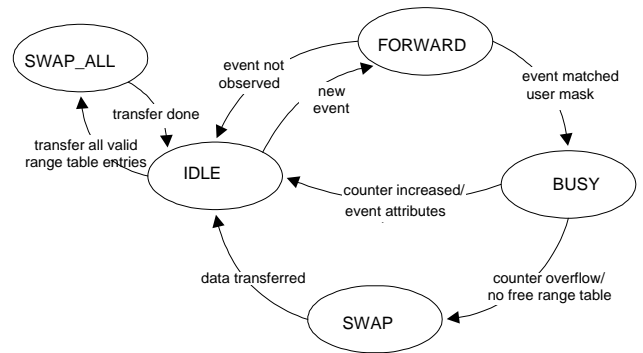 FORWARD
SWAP_ALL
event not
observed
new
event
event matched
user mask
transfer done
transfer all valid
range table entries
IDLE
BUSY
counter increased/
event attributes
data transferred
counter overflow/
no free range table
SWAP